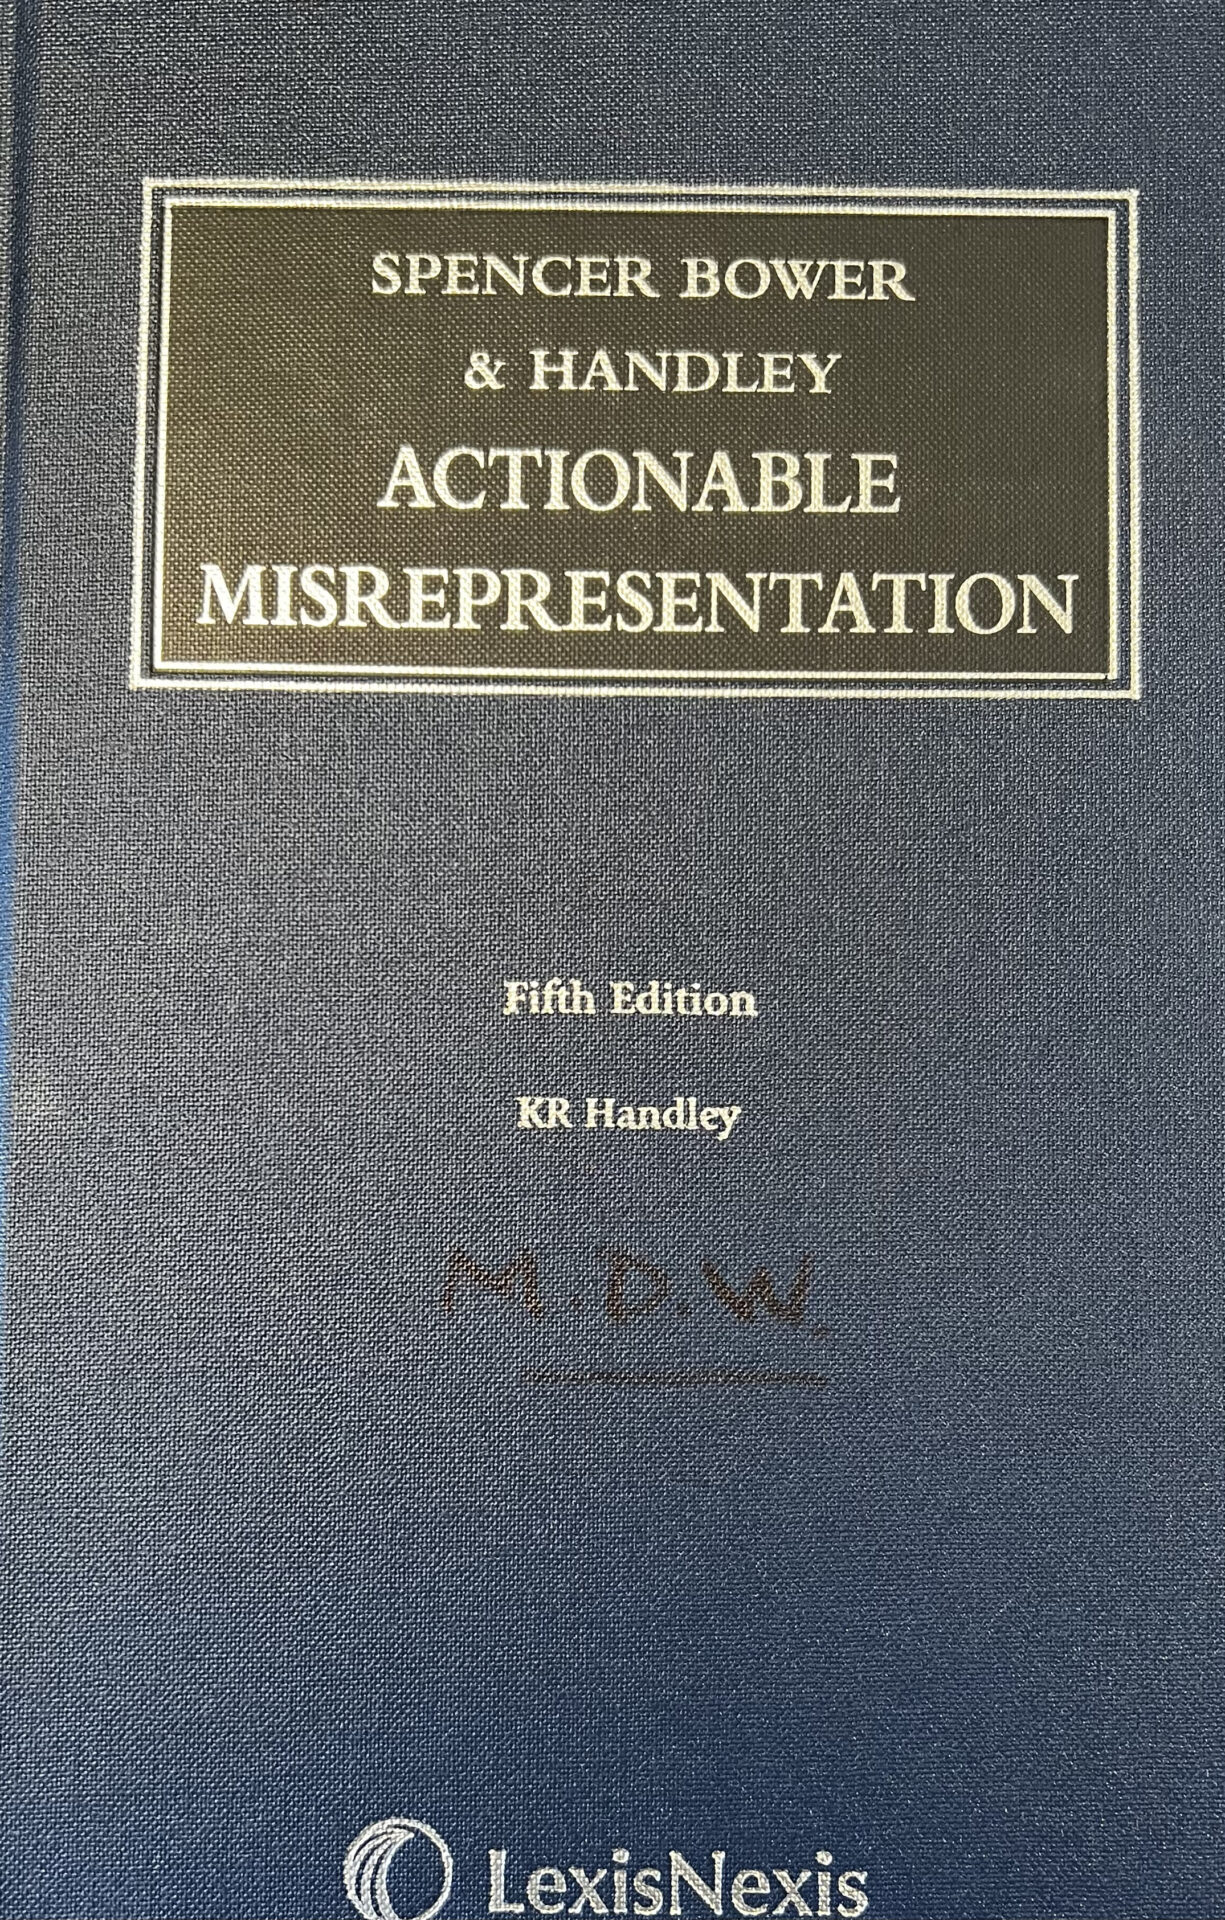 SPENCER BOWER
& HANDLEY
ACTIONABLE
MISREPRESENTATION
Fifth Edition
KR Handley
M.D.W.
LexisNexis